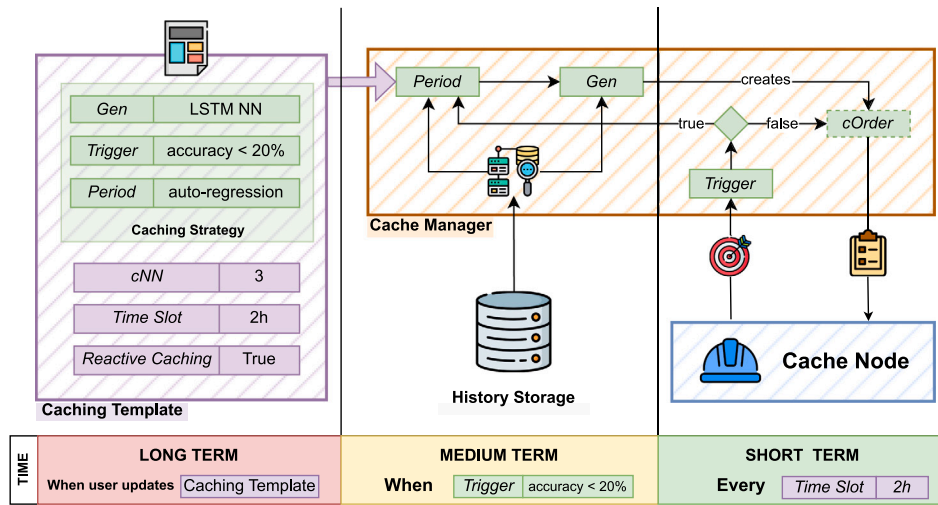 Gen LSTM NN
Trigger accuracy < 20%
Period auto-regression
Caching Strategy
cNN 3
Time Slot 2h
Reactive Caching True
Caching Template
Period
Gen
creates
true
false
cOrder
Trigger
Cache Manager
History Storage
Cache Node
TIME
LONG TERM
When user updates Caching Template
MEDIUM TERM
When Trigger accuracy < 20%
SHORT TERM
Every Time Slot 2h